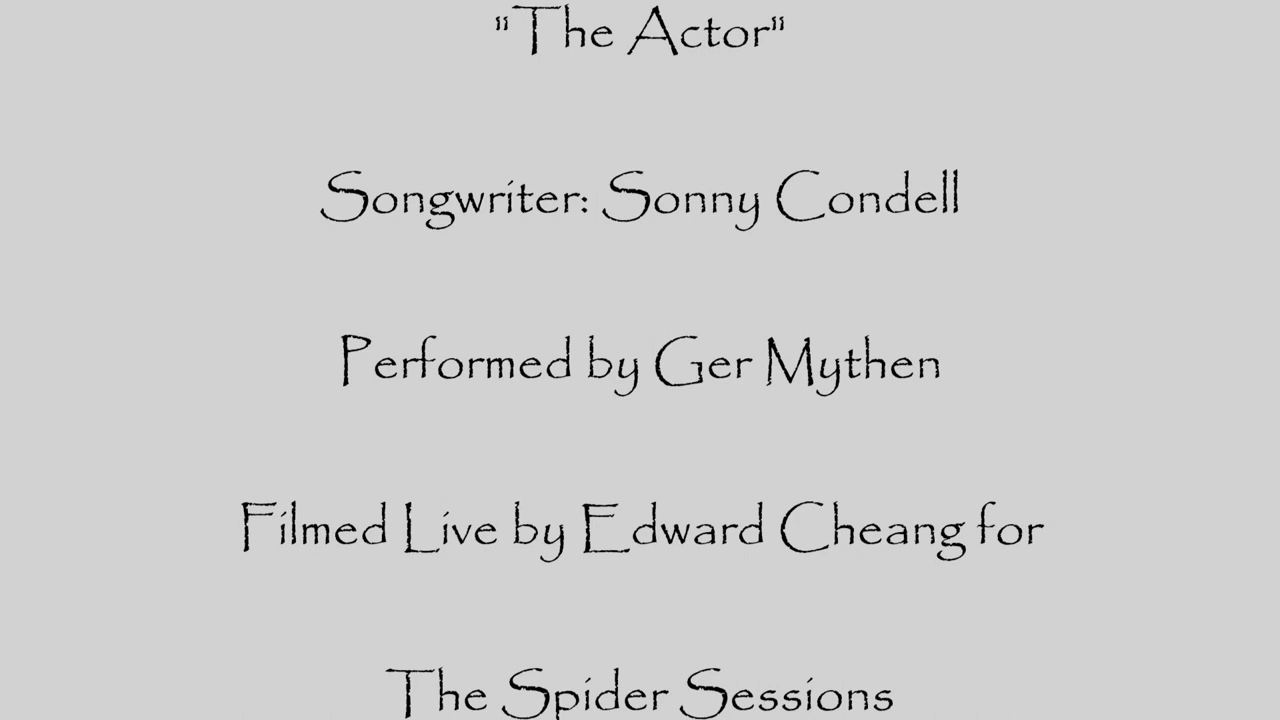 "The Actor"
Songwriter: Sonny Condell
Performed by Ger Mythen
Filmed Live by Edward Cheang for
The Spider Sessions